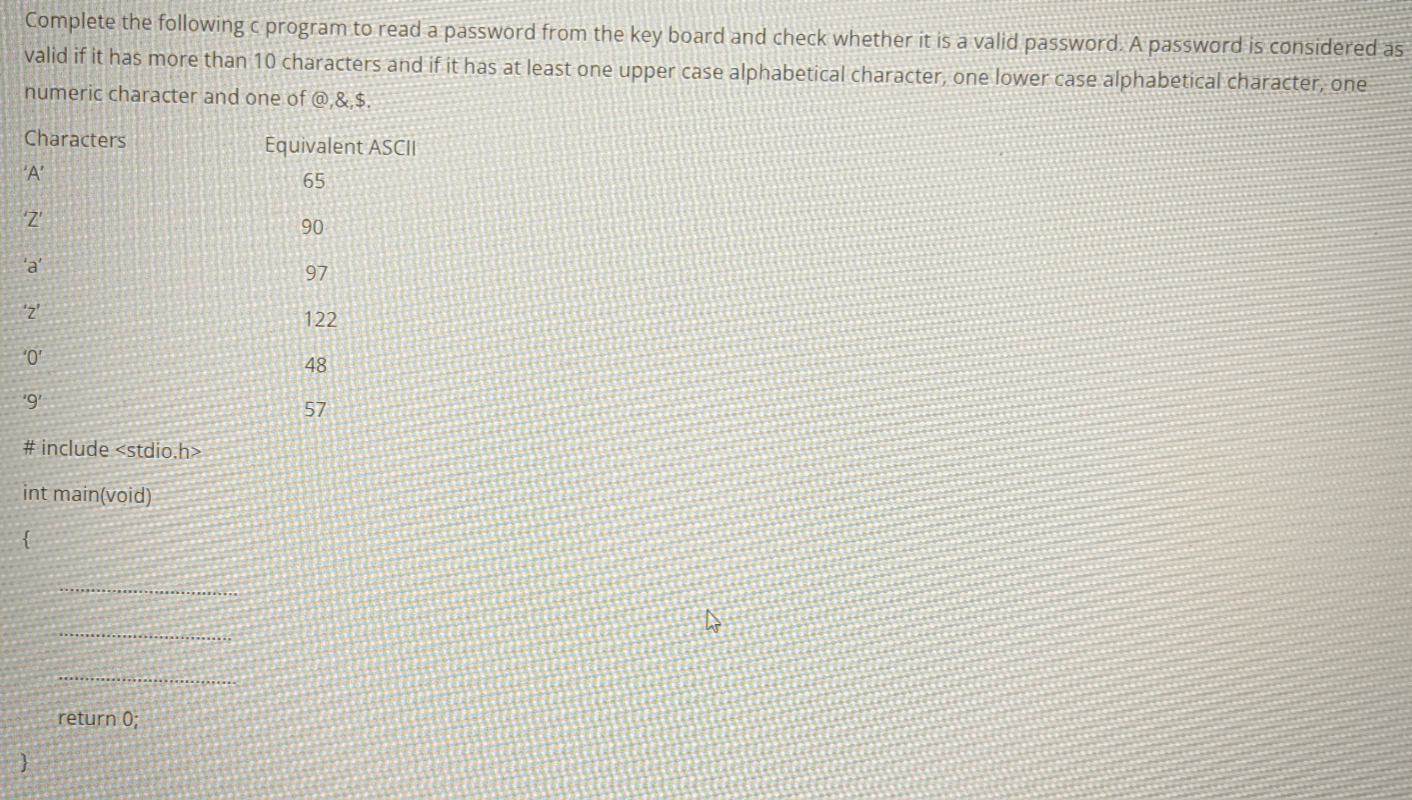 Complete the following c program to read a password from the key board and check whether it is a valid password. A password is considered as
valid if it has more than 10 characters and if it has at least one upper case alphabetical character, one lower case alphabetical character, one
numeric character and one of @,&,$.
Characters Equivalent ASCII
‘A’ 65
‘Z’ 90
‘a’ 97
‘z’ 122
‘0’ 48
‘9’ 57
# include <stdio.h>
int main(void)
{
..................................
.................................
..................................
return 0;
}